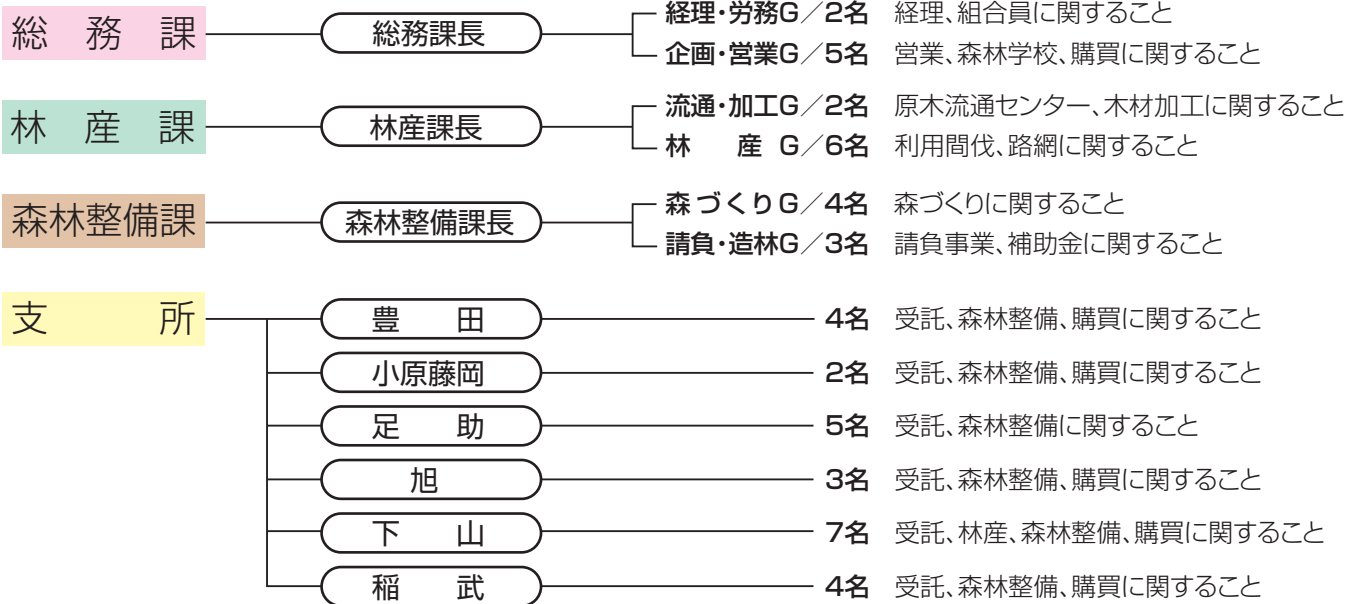 総務課 総務課長 経理・労務G／2名 経理、組合員に関すること
企画・営業G／5名 営業、森林学校、購買に関すること
林産課 林産課長 流通・加工G／2名 原木流通センター、木材加工に関すること
林産G／6名 利用間伐、路網に関すること
森林整備課 森林整備課長 森づくりG／4名 森づくりに関すること
請負・造林G／3名 請負事業、補助金に関すること
支所 豊田 4名 受託、森林整備、購買に関すること
小原藤岡 2名 受託、森林整備、購買に関すること
足助 5名 受託、森林整備に関すること
旭 3名 受託、森林整備、購買に関すること
下山 7名 受託、林産、森林整備、購買に関すること
稲武 4名 受託、森林整備、購買に関すること